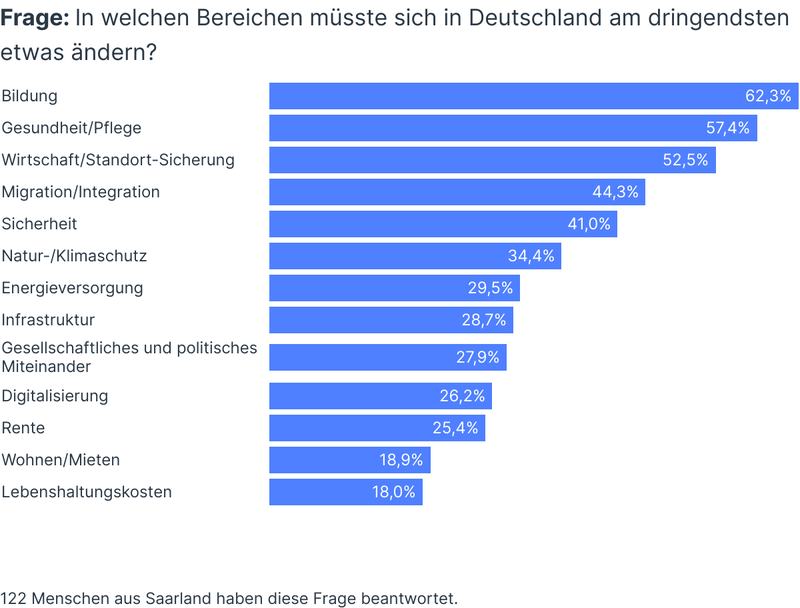 Frage: In welchen Bereichen müsste sich in Deutschland am dringendsten
etwas ändern?
Bildung 62,3%
Gesundheit/Pflege 57,4%
Wirtschaft/Standort-Sicherung 52,5%
Migration/Integration 44,3%
Sicherheit 41,0%
Natur-/Klimaschutz 34,4%
Energieversorgung 29,5%
Infrastruktur 28,7%
Gesellschaftliches und politisches
Miteinander 27,9%
Digitalisierung 26,2%
Rente 25,4%
Wohnen/Mieten 18,9%
Lebenshaltungskosten 18,0%
122 Menschen aus Saarland haben diese Frage beantwortet.